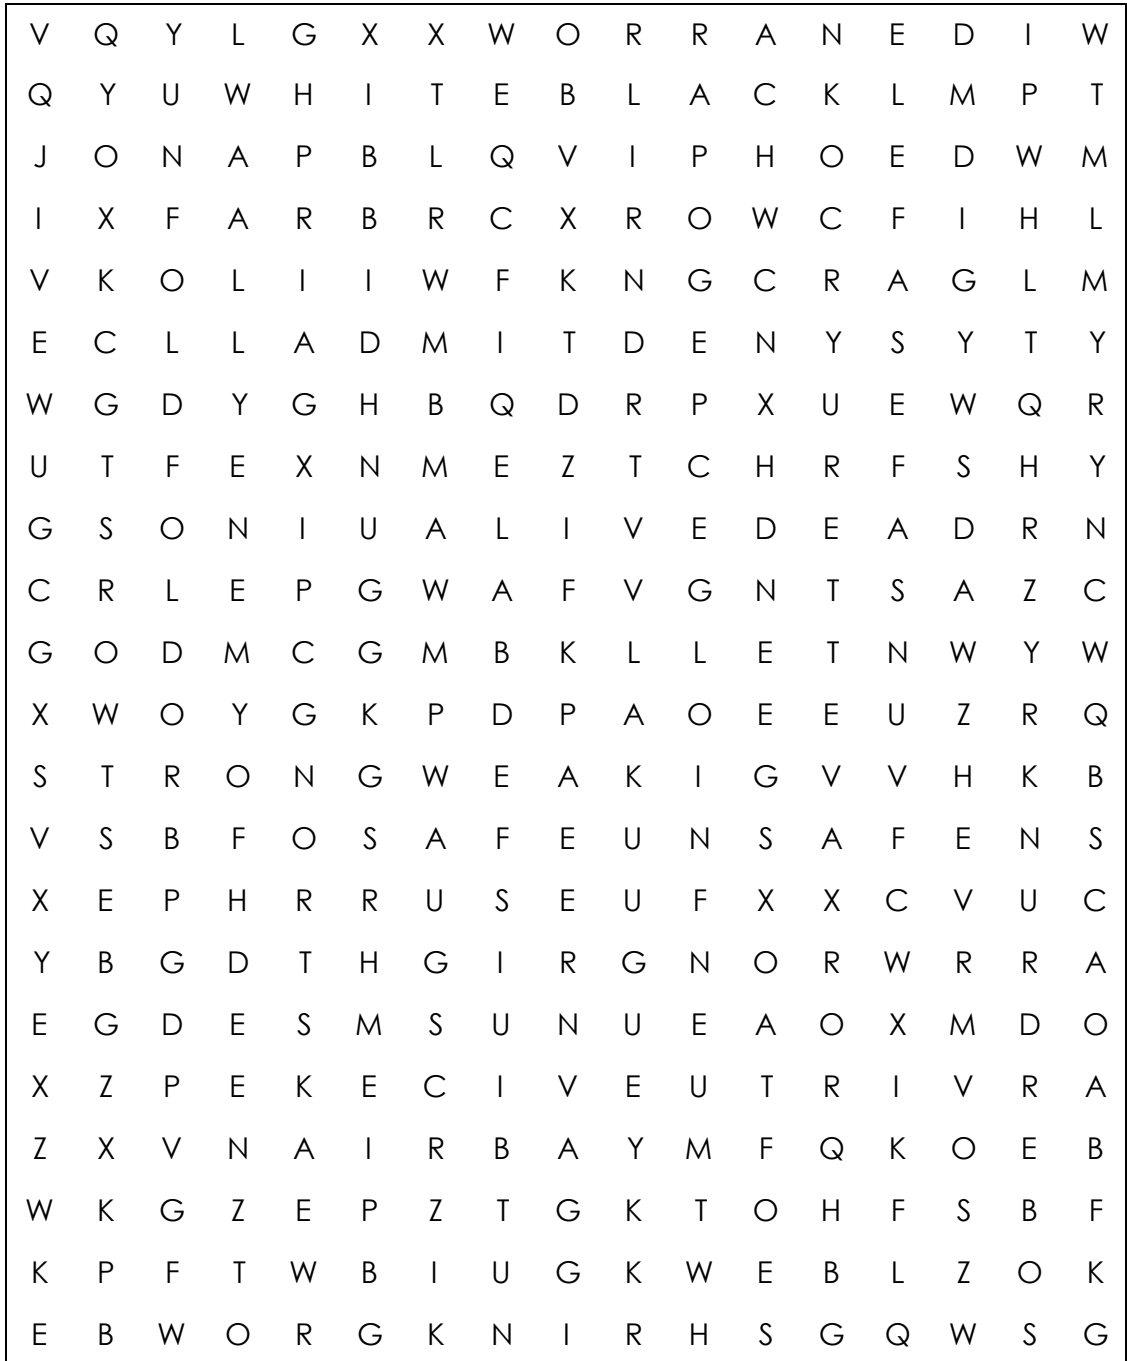 V Q Y L G X X W O R R A N E D I W
Q Y U W H I T E B L A C K L M P T
J O N A P B L Q V I P H O E D W M
I X F A R B R C X R O W C F I H L
V K O L I I W F K N G C R A G L M
E C L L A D M I T D E N Y S Y T Y
W G D Y G H B Q D R P X U E W Q R
U T F E X N M E Z T C H R F S H Y
G S O N I U A L I V E D E A D R N
C R L E P G W A F V G N T S A Z C
G O D M C G M B K L L E T N W Y W
X W O Y G K P D P A O E E U Z R Q
S T R O N G W E A K I G V V H K B
V S B F O S A F E U N S A F E N S
X E P H R R U S E U F X X C V U C
Y B G D T H G I R G N O R W R R A
E G D E S M S U N U E A O X M D O
X Z P E K E C I V E U T R I V R A
Z X V N A I R B A Y M F Q K O E B
W K G Z E P Z T G K T O H F S B F
K P F T W B I U G K W E B L Z O K
E B W O R G K N I R H S G Q W S G